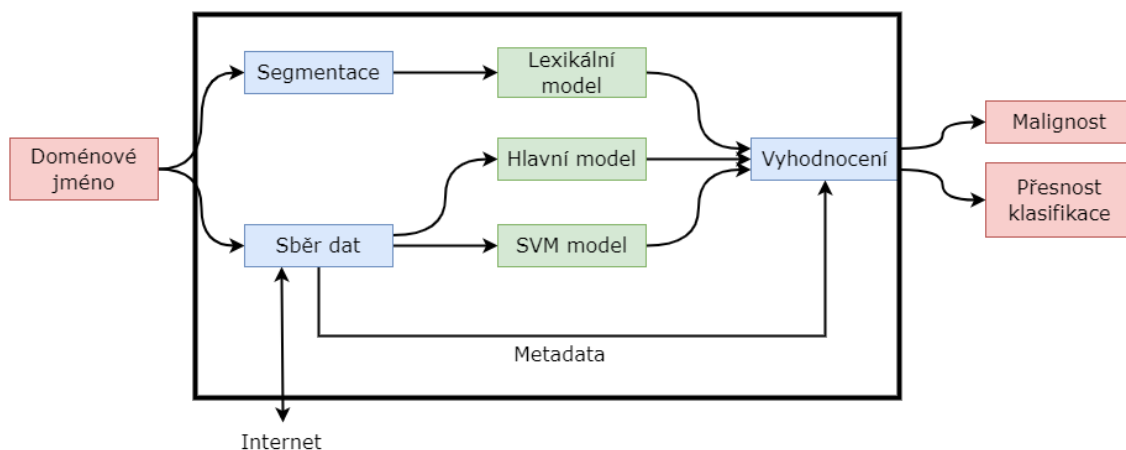 Doménové
jméno
Segmentace
Lexikální
model
Hlavní model
Sběr dat
SVM model
Vyhodnocení
Malignost
Přesnost
klasifikace
Metadata
Internet